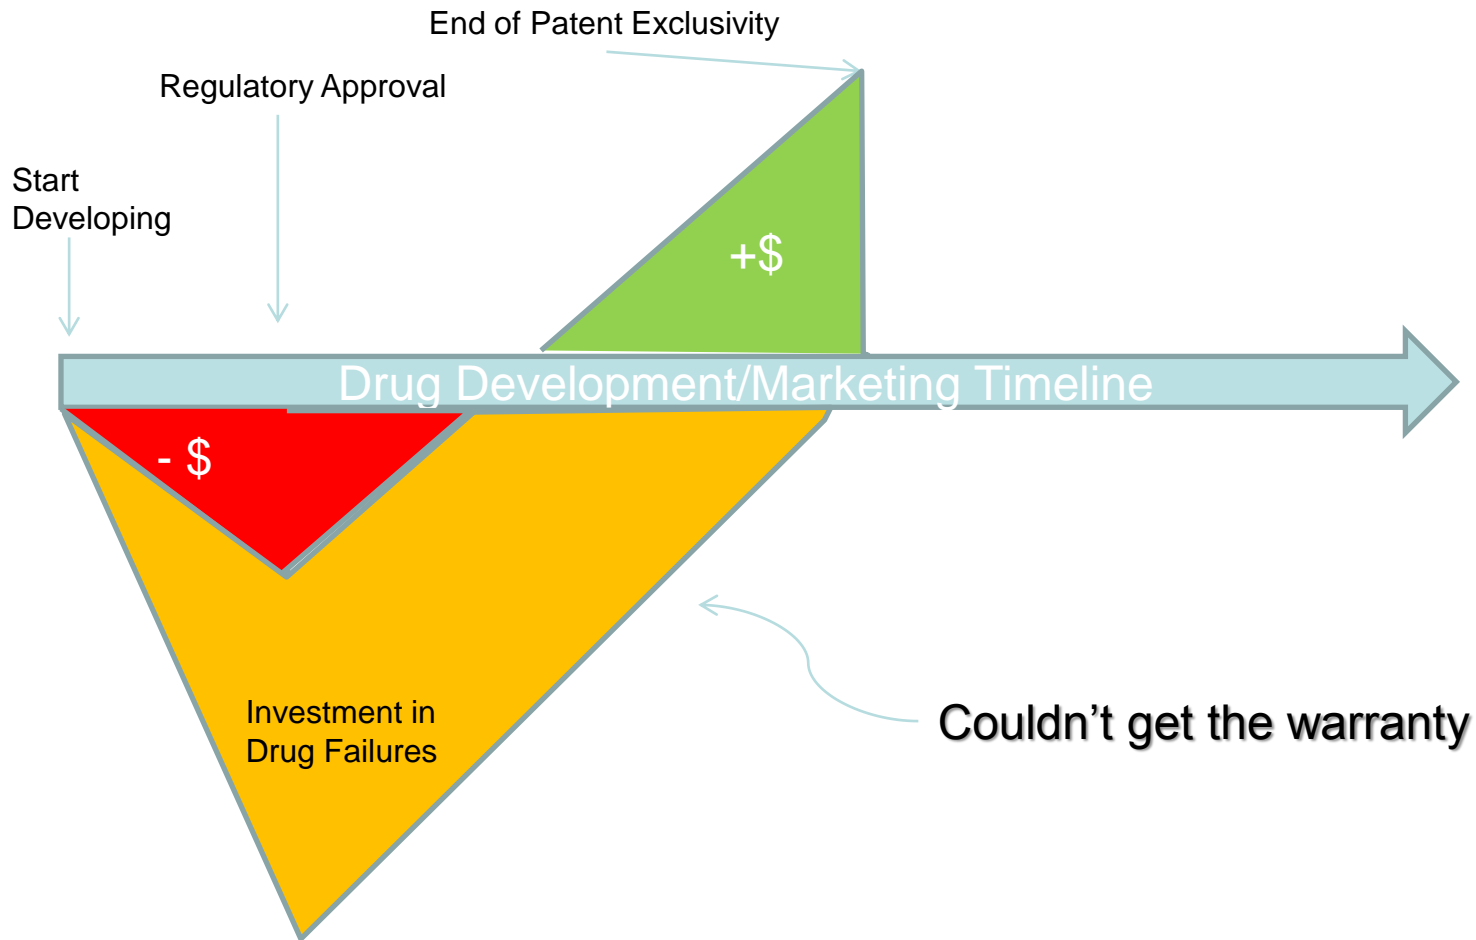 End of Patent Exclusivity
Regulatory Approval
Start
Developing
+$
Drug Development/Marketing Timeline
- $
Investment in
Drug Failures
Couldn’t get the warranty